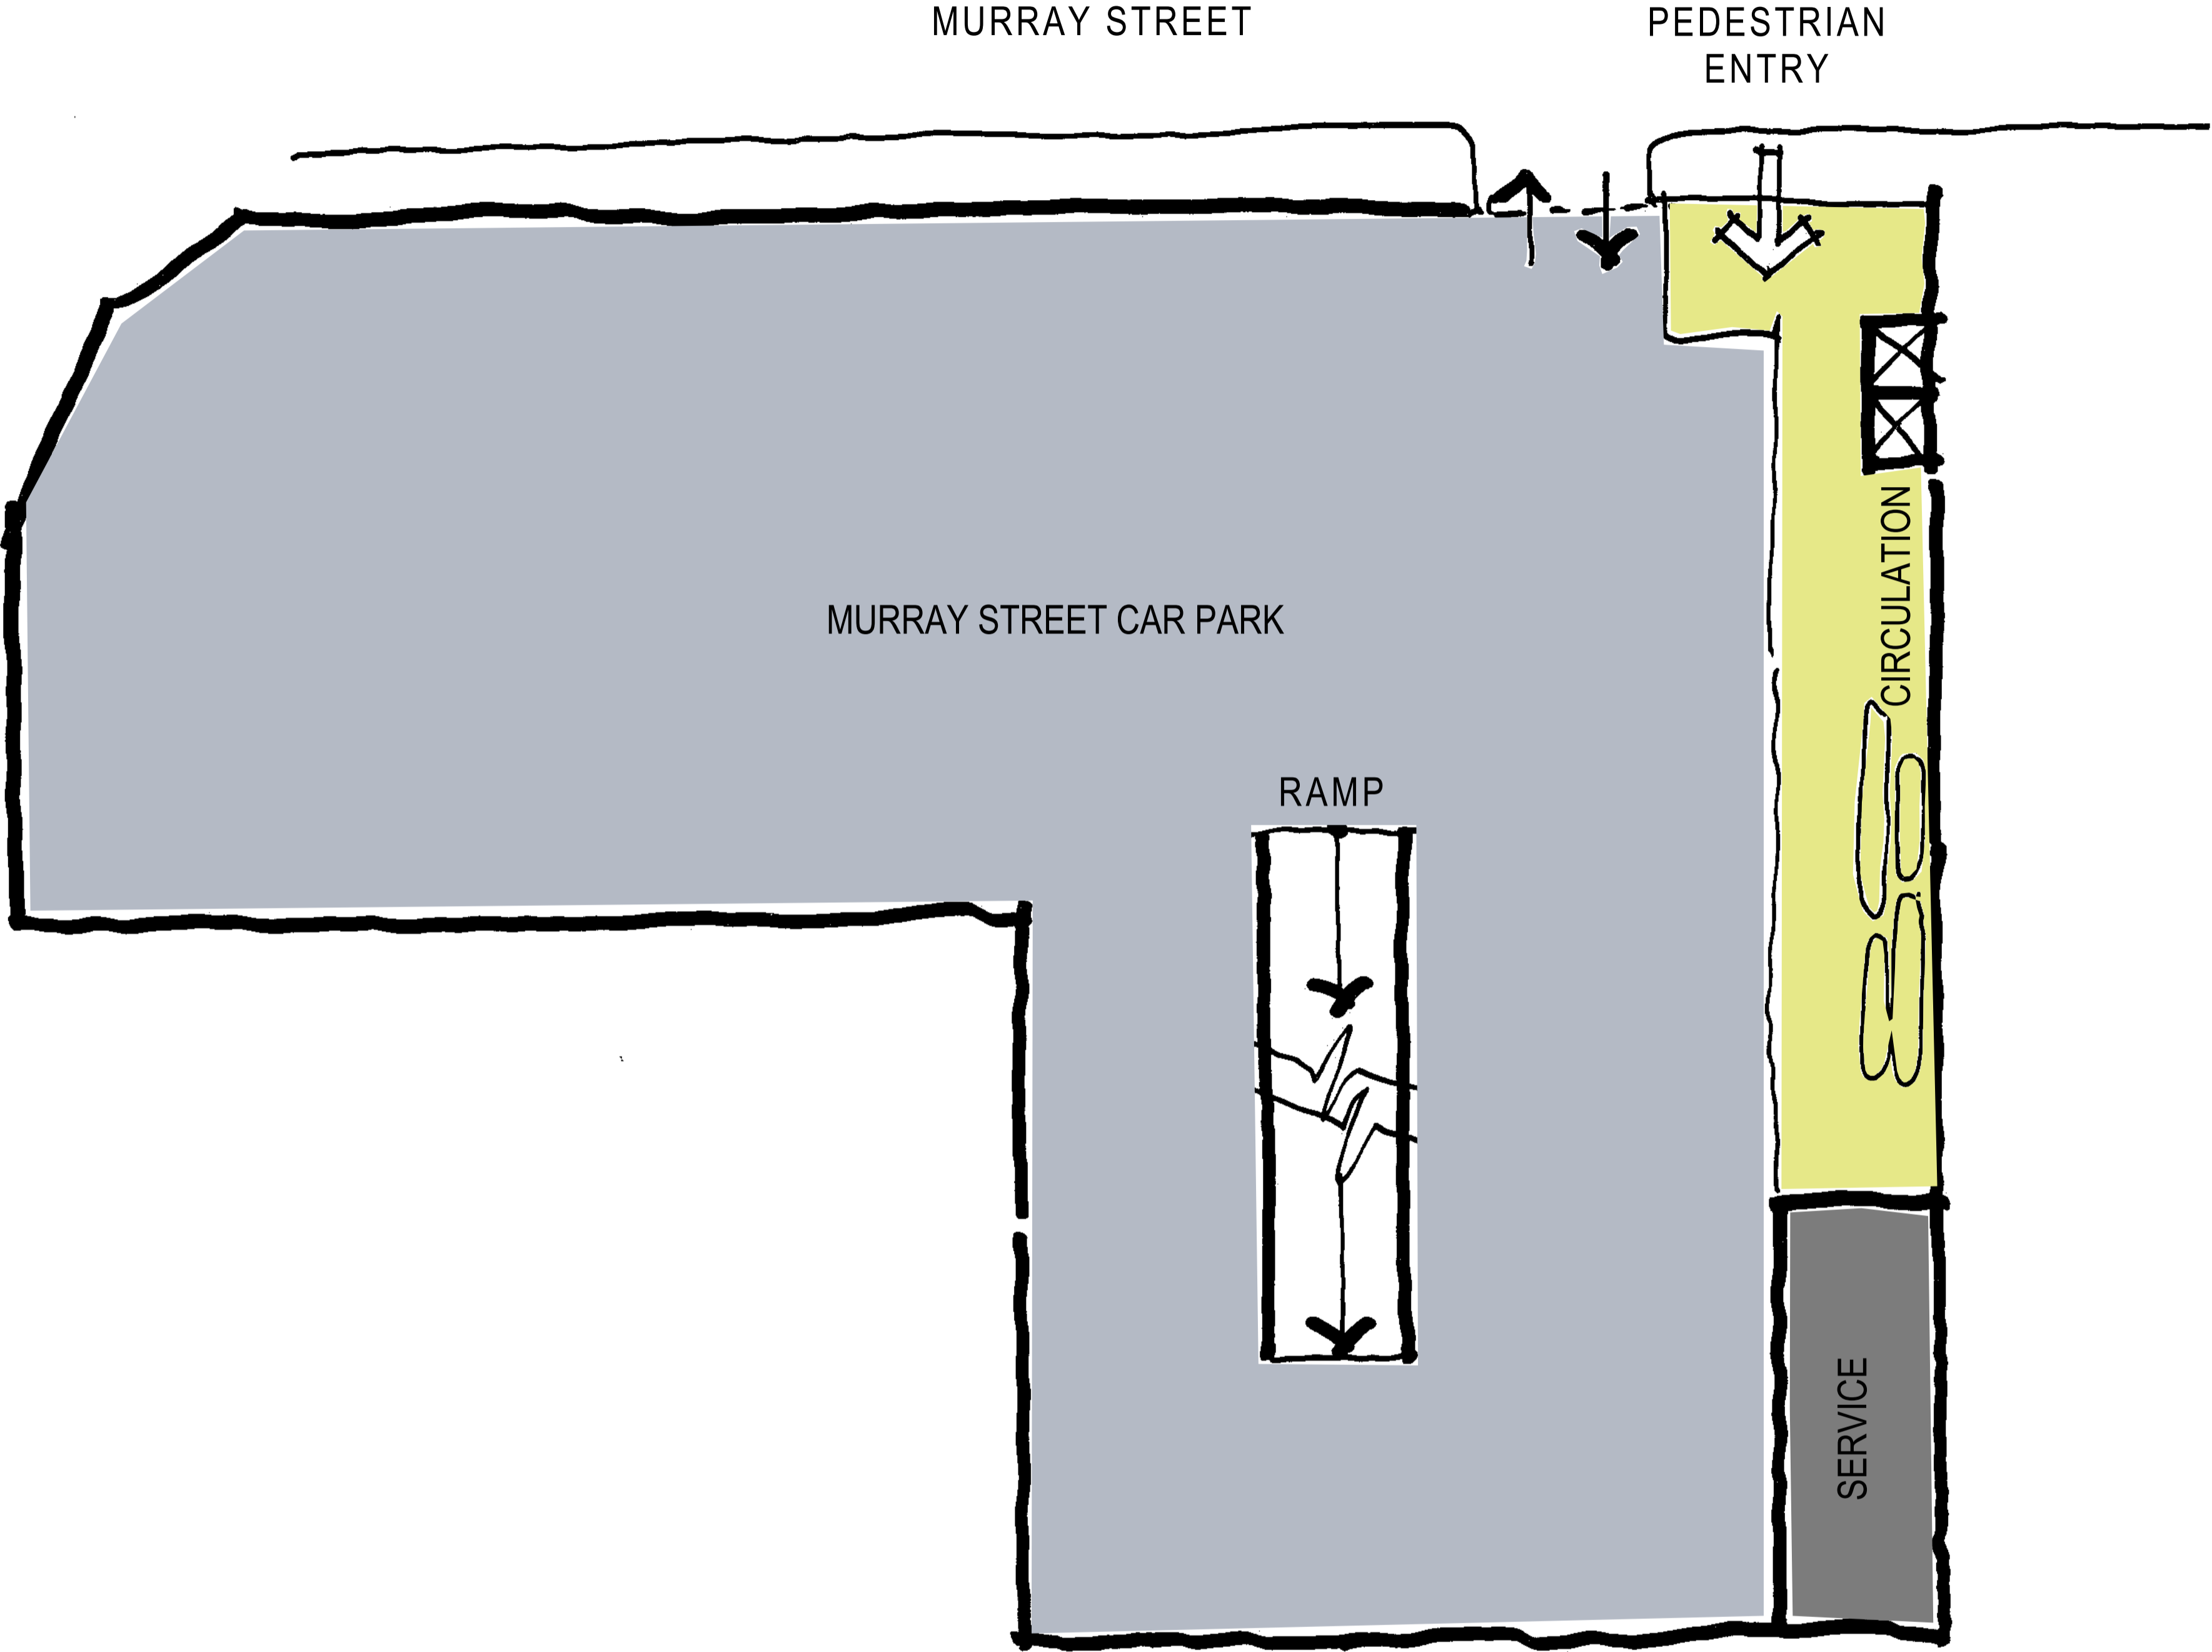 MURRAY STREET
PEDESTRIAN
ENTRY
MURRAY STREET CAR PARK
RAMP
CIRCULATION
SERVICE